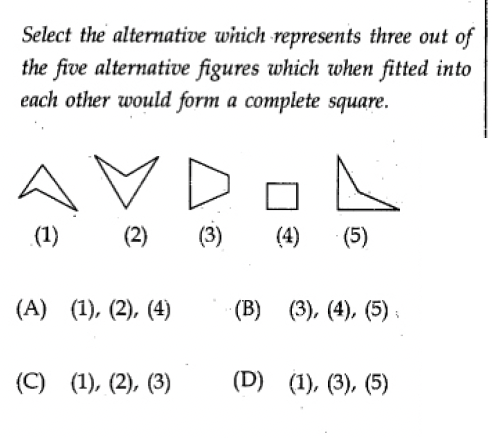 Select the alternative which represents three out of
the five alternative figures which when fitted into
each other would form a complete square.
(1) (2) (3) (4) (5)
(A) (1), (2), (4) (B) (3), (4), (5)
(C) (1), (2), (3) (D) (1), (3), (5)